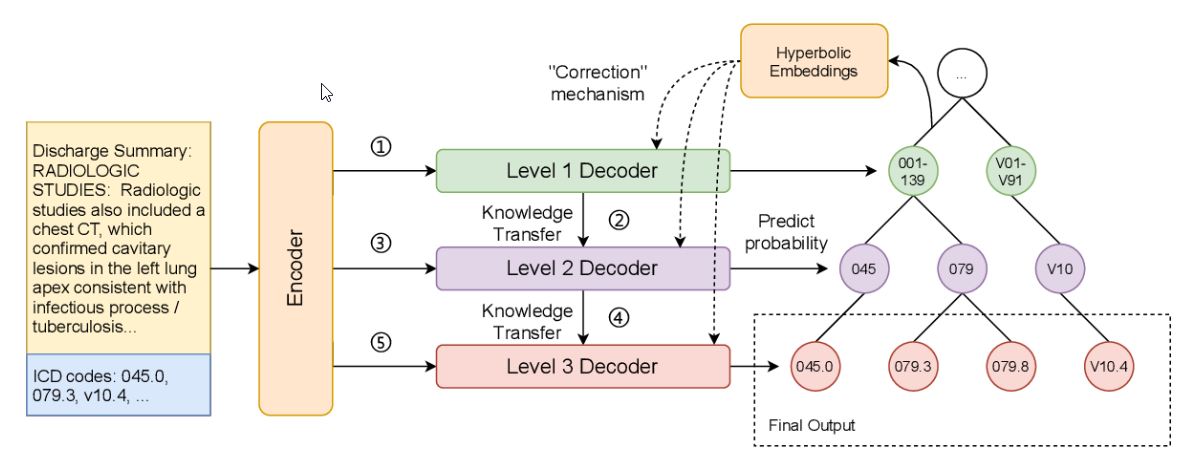 Hyperbolic
Embeddings
...
"Correction"
mechanism
Discharge Summary:
RADIOLOGIC
STUDIES:  Radiologic
studies also included a
chest CT, which
confirmed cavitary
lesions in the left lung
apex consistent with
infectious process /
tuberculosis...
ICD codes: 045.0,
079.3, v10.4, ...
Encoder
①
Level 1 Decoder
001-
139
V01-
V91
Knowledge
Transfer
②
③
Level 2 Decoder
Predict
probability
045
079
V10
Knowledge
Transfer
④
⑤
Level 3 Decoder
045.0
079.3
079.8
V10.4
Final Output